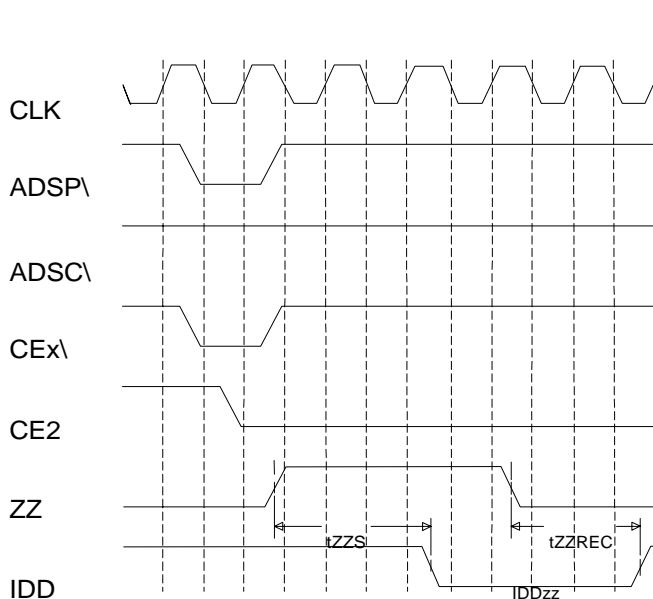 CLK
ADSP\
ADSC\
CEx\
CE2
ZZ
tZZS
tZZREC
IDD
IDDzz